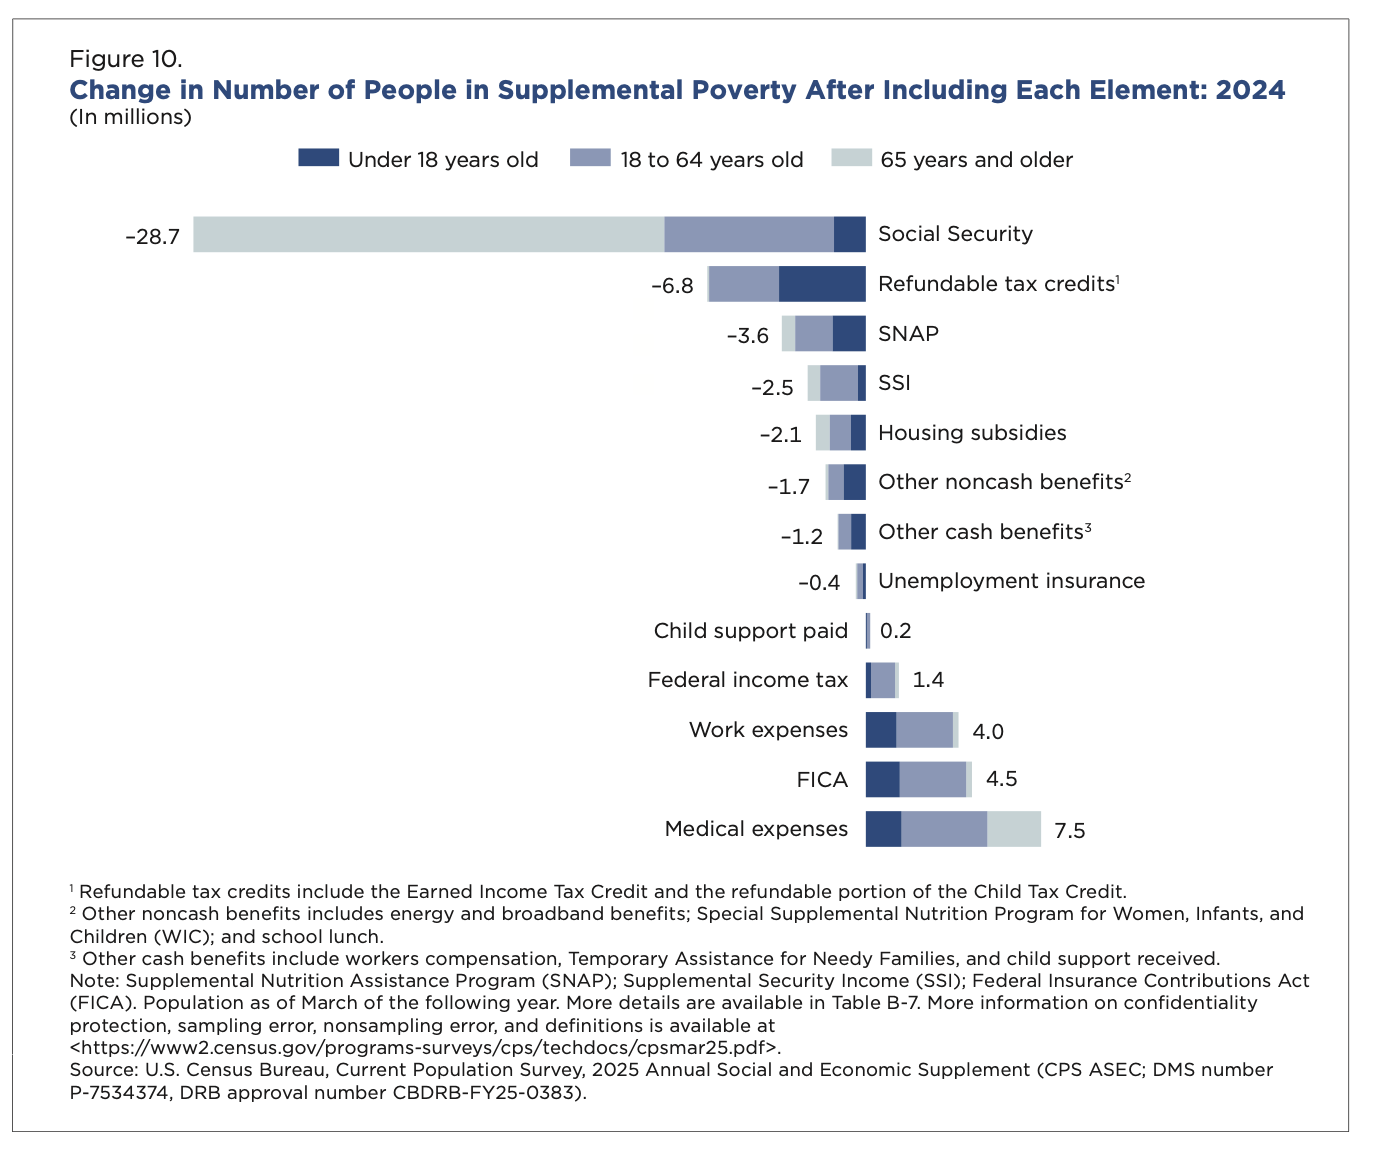 Figure 10.
Change in Number of People in Supplemental Poverty After Including Each Element: 2024
(In millions)
Under 18 years old 18 to 64 years old 65 years and older
–28.7 Social Security
–6.8 Refundable tax credits¹
–3.6 SNAP
–2.5 SSI
–2.1 Housing subsidies
–1.7 Other noncash benefits²
–1.2 Other cash benefits³
–0.4 Unemployment insurance
Child support paid 0.2
Federal income tax 1.4
Work expenses 4.0
FICA 4.5
Medical expenses 7.5
¹ Refundable tax credits include the Earned Income Tax Credit and the refundable portion of the Child Tax Credit.
² Other noncash benefits includes energy and broadband benefits; Special Supplemental Nutrition Program for Women, Infants, and
Children (WIC); and school lunch.
³ Other cash benefits include workers compensation, Temporary Assistance for Needy Families, and child support received.
Note: Supplemental Nutrition Assistance Program (SNAP); Supplemental Security Income (SSI); Federal Insurance Contributions Act
(FICA). Population as of March of the following year. More details are available in Table B-7. More information on confidentiality
protection, sampling error, nonsampling error, and definitions is available at
<https://www2.census.gov/programs-surveys/cps/techdocs/cpsmar25.pdf>.
Source: U.S. Census Bureau, Current Population Survey, 2025 Annual Social and Economic Supplement (CPS ASEC; DMS number
P-7534374, DRB approval number CBDRB-FY25-0383).